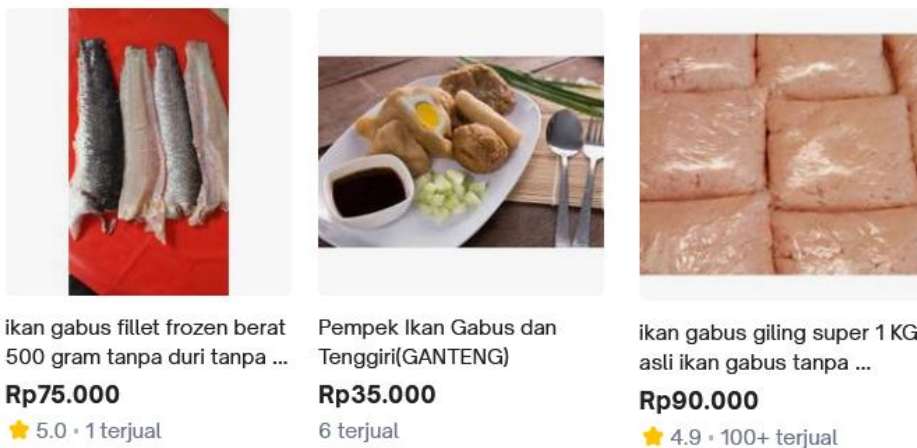 ikan gabus fillet frozen berat
500 gram tanpa duri tanpa ...
Rp75.000
5.0 • 1 terjual
Pempek Ikan Gabus dan
Tenggiri(GANTENG)
Rp35.000
6 terjual
ikan gabus giling super 1 KG
asli ikan gabus tanpa ...
Rp90.000
4.9 • 100+ terjual